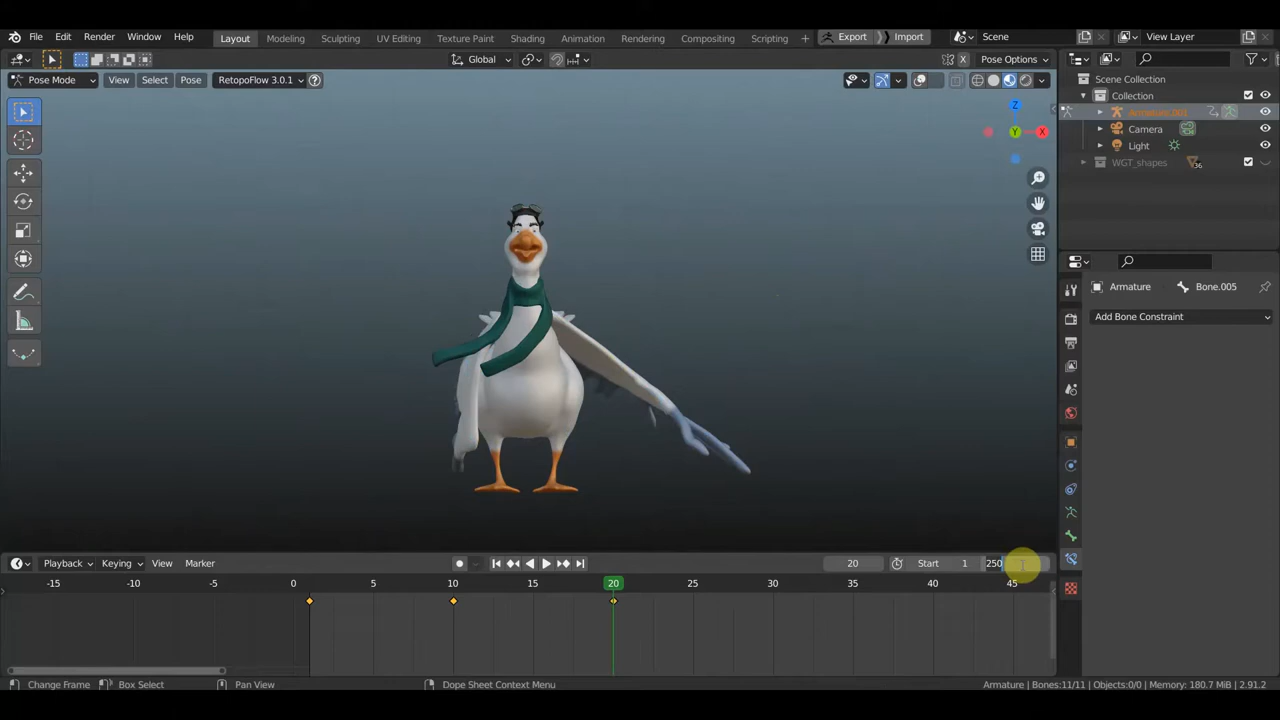 File Edit Render Window Help Layout Modeling Sculpting UV Editing Texture Paint Shading Animation Rendering Compositing Scripting + Export Import Scene View Layer
Global X Pose Options
Pose Mode View Select Pose RetopoFlow 3.0.1
Scene Collection
Collection
Armature.001
Camera
Light
WGT_shapes 36
Z
Y X
Armature Bone.005
Add Bone Constraint
Playback Keying View Marker 20 Start 1 250
-15 -10 -5 0 5 10 15 20 25 30 35 40 45
Change Frame Box Select Pan View Dope Sheet Context Menu Armature | Bones:11/11 | Objects:0/0 | Memory: 180.7 MiB | 2.91.2